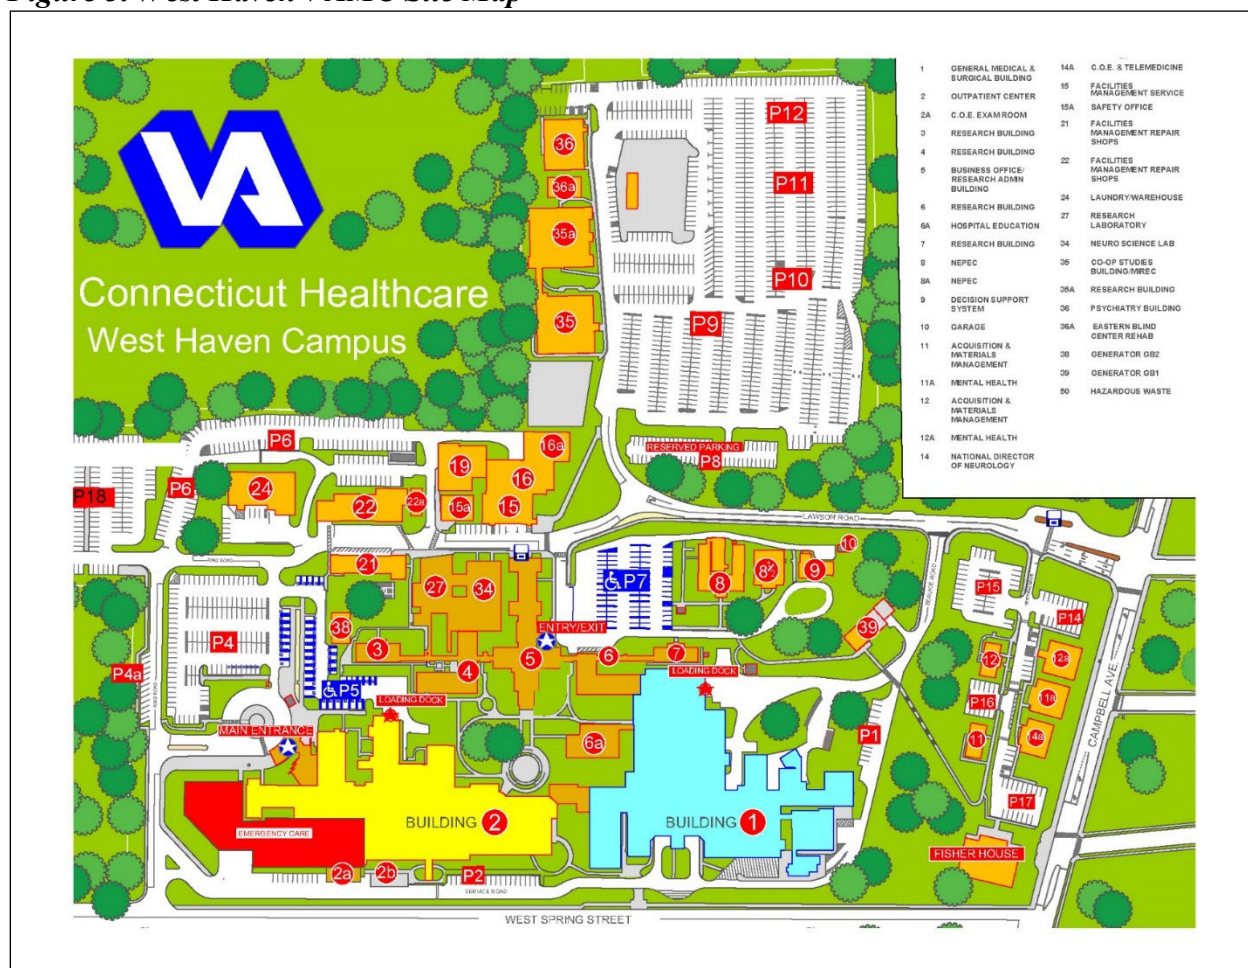 Figure 3. West Haven VAMC Site Map
VA
Connecticut Healthcare
West Haven Campus
1 GENERAL MEDICAL &
SURGICAL BUILDING
2 OUTPATIENT CENTER
2A C.O.E. EXAM ROOM
3 RESEARCH BUILDING
4 RESEARCH BUILDING
5 BUSINESS OFFICE/
RESEARCH ADMIN
BUILDING
6 RESEARCH BUILDING
6A HOSPITAL EDUCATION
7 RESEARCH BUILDING
8 NEPEC
8A NEPEC
9 DECISION SUPPORT
SYSTEM
10 GARAGE
11 ACQUISITION &
MATERIALS
MANAGEMENT
11A MENTAL HEALTH
12 ACQUISITION &
MATERIALS
MANAGEMENT
12A MENTAL HEALTH
14 NATIONAL DIRECTOR
OF NEUROLOGY
14A C.O.E. & TELEMEDICINE
15 FACILITIES
MANAGEMENT SERVICE
15A SAFETY OFFICE
21 FACILITIES
MANAGEMENT REPAIR
SHOPS
22 FACILITIES
MANAGEMENT REPAIR
SHOPS
24 LAUNDRY/WAREHOUSE
27 RESEARCH
LABORATORY
34 NEURO SCIENCE LAB
35 CO-OP STUDIES
BUILDING/MIREC
35A RESEARCH BUILDING
36 PSYCHIATRY BUILDING
36A EASTERN BLIND
CENTER REHAB
38 GENERATOR GB2
39 GENERATOR GB1
50 HAZARDOUS WASTE
P12
36
P11
36a
35a
P10
35
P9
P6
16a
RESERVED PARKING
P8
19
16
P18
P6
24
22
22a
15a
15
LAWSON ROAD
RING ROAD
21
27
34
P7
8
9
10
SERVICE ROAD
P15
P14
38
ENTRY/EXIT
39
P4
3
4
5
6
7
12
12a
P4a
RING ROAD
P5
LOADING DOCK
LOADING DOCK
P16
11a
CAMPBELL AVE.
MAIN ENTRANCE
6a
P1
11
14a
P17
EMERGENCY CARE
BUILDING 2
BUILDING 1
FISHER HOUSE
2a
2b
P2
SERVICE ROAD
WEST SPRING STREET